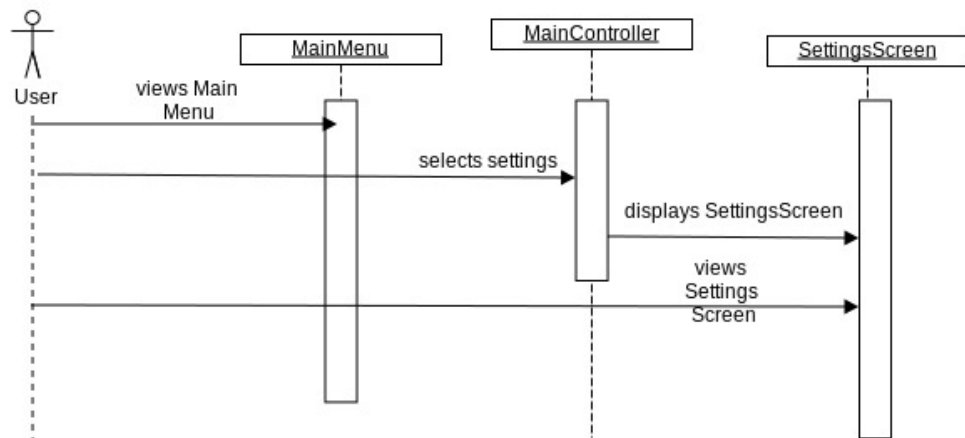 MainController
MainMenu
SettingsScreen
User
views Main
Menu
selects settings
displays SettingsScreen
views
Settings
Screen